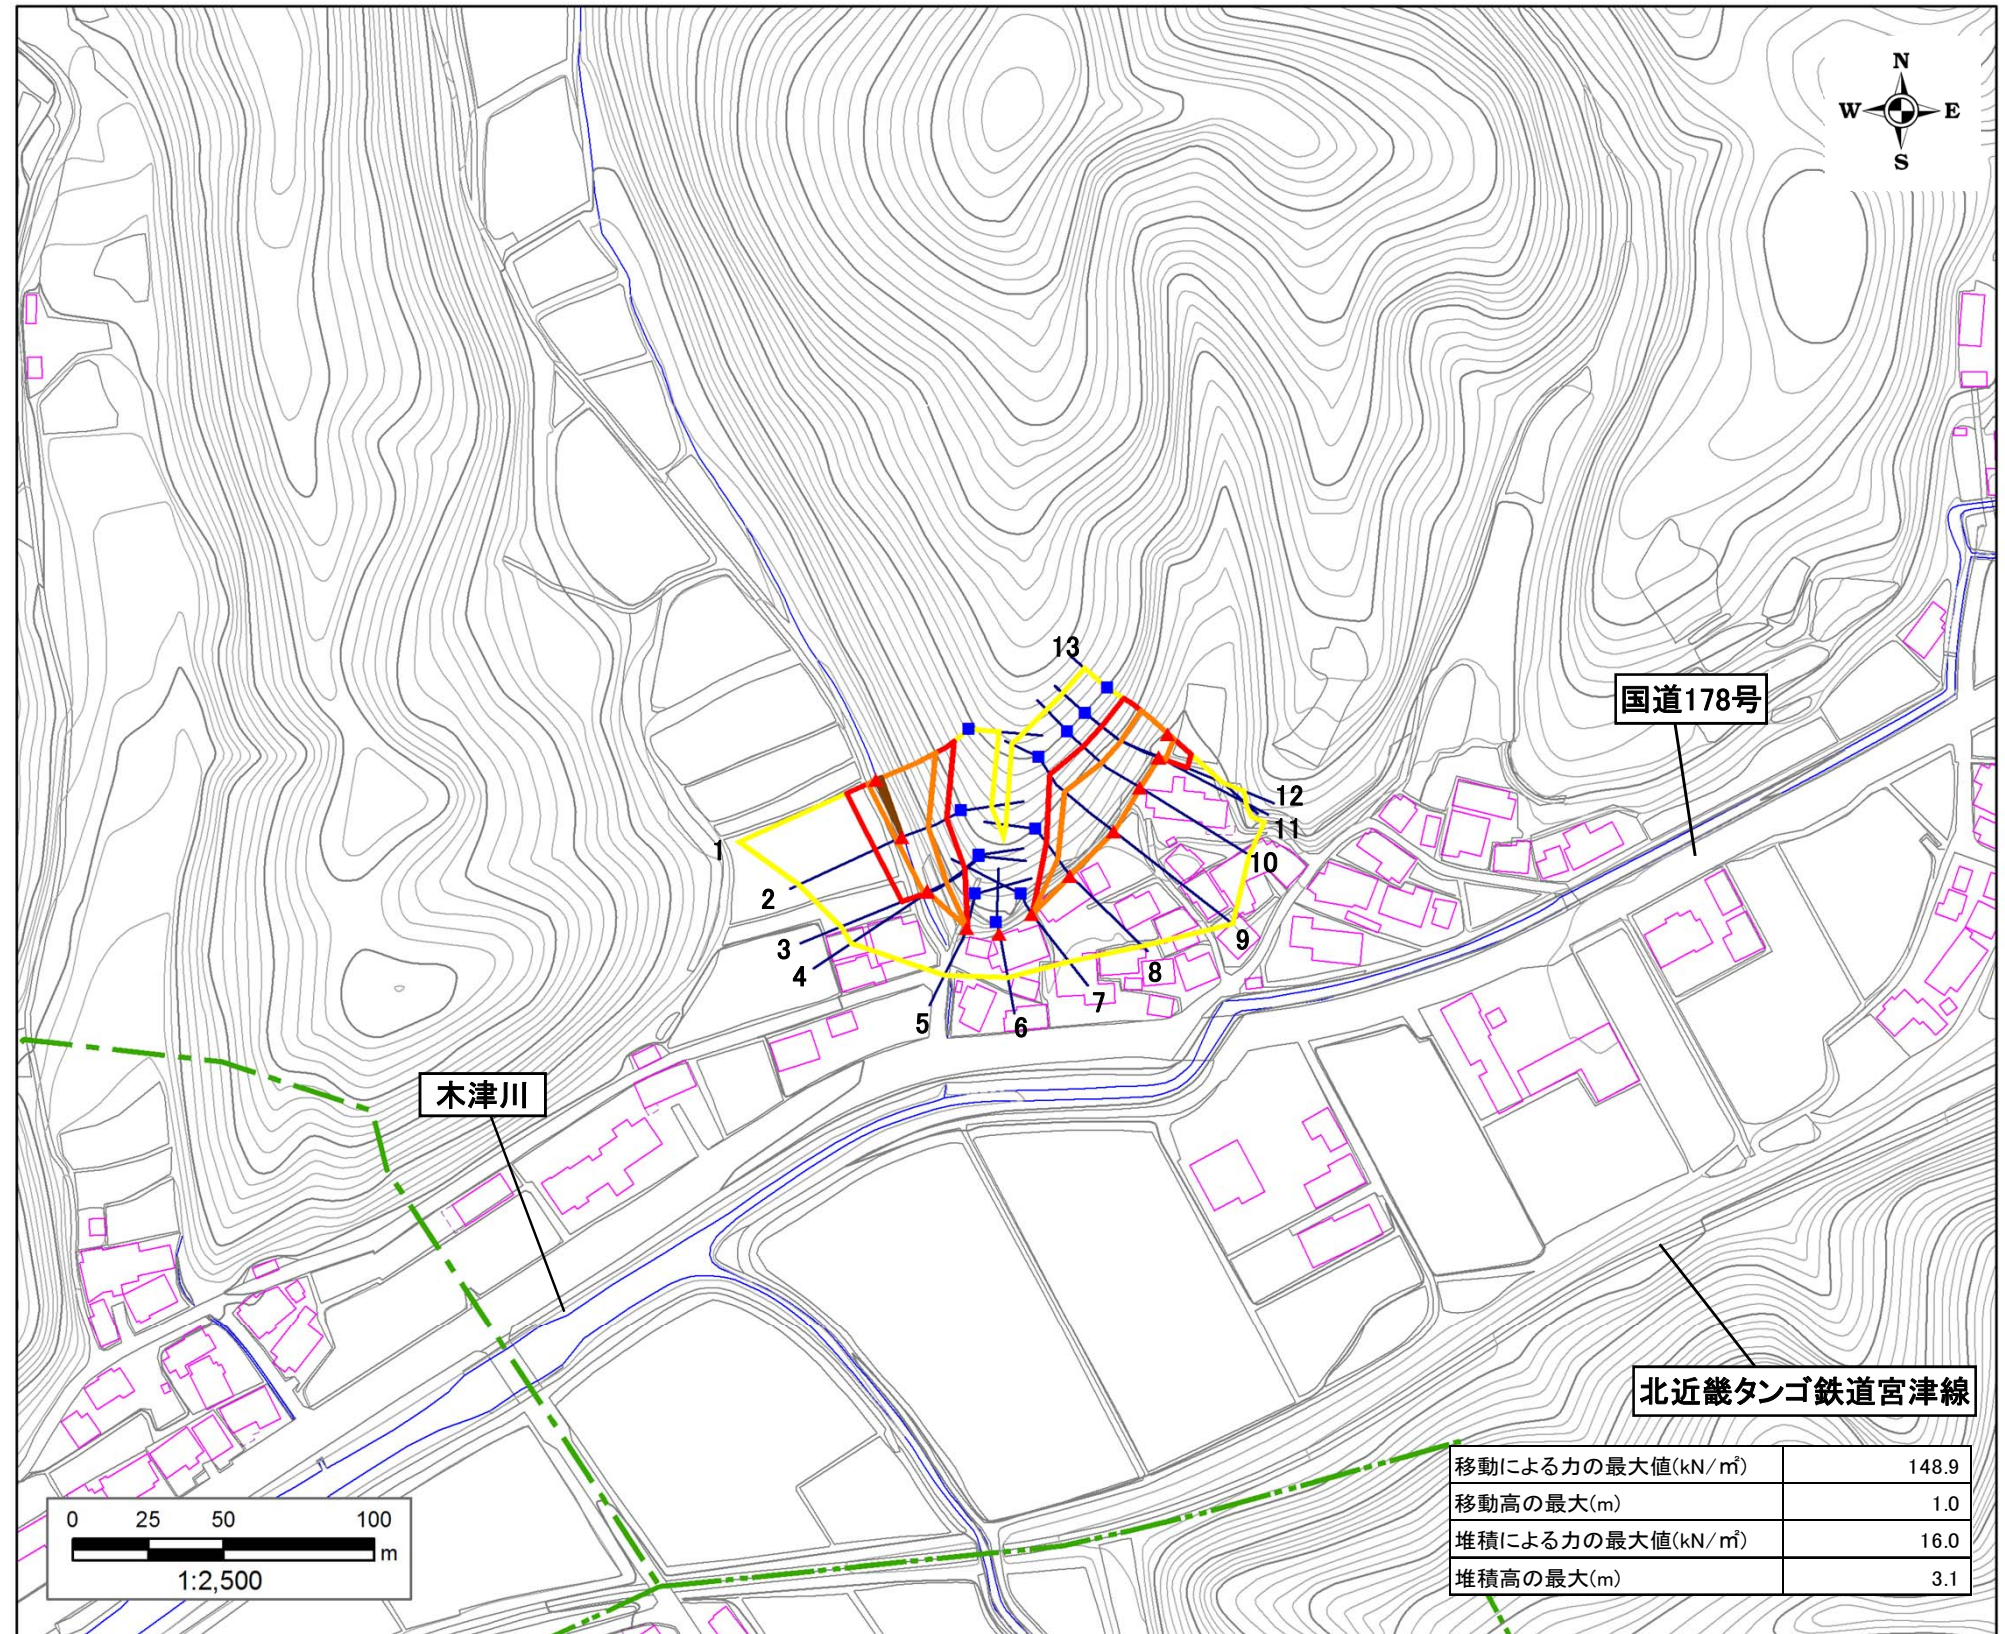 N
W E
S
13
国道178号
12
1
11
10
2
9
3
8
4
7
5
6
木津川
北近畿タンゴ鉄道宮津線
移動による力の最大値(kN/㎡) 148.9
移動高の最大(m) 1.0
堆積による力の最大値(kN/㎡) 16.0
堆積高の最大(m) 3.1
0 25 50 100
m
1:2,500